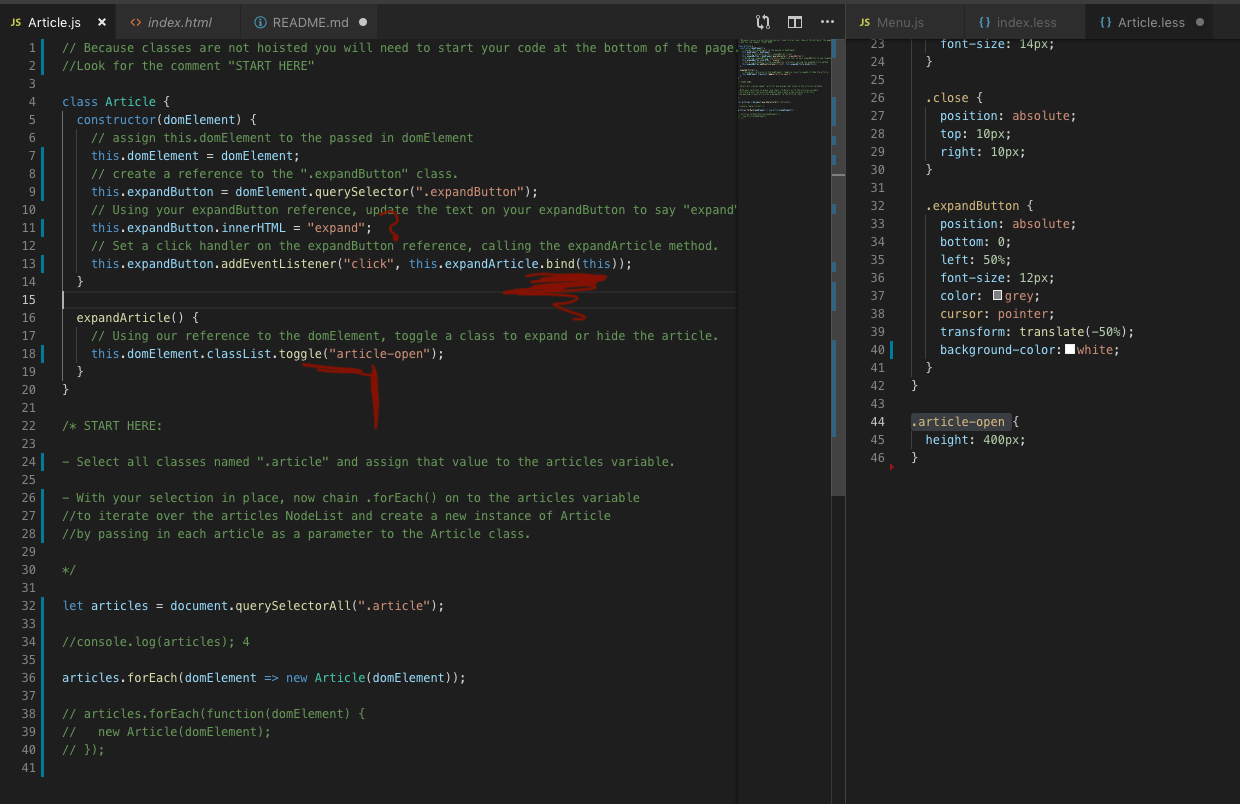 JS Article.js × <> index.html README.md
JS Menu.js {} index.less {} Article.less
1 // Because classes are not hoisted you will need to start your code at the bottom of the page.
2 //Look for the comment "START HERE"
3
4 class Article {
5 constructor(domElement) {
6 // assign this.domElement to the passed in domElement
7 this.domElement = domElement;
8 // create a reference to the ".expandButton" class.
9 this.expandButton = domElement.querySelector(".expandButton");
10 // Using your expandButton reference, update the text on your expandButton to say "expand"
11 this.expandButton.innerHTML = "expand";
12 // Set a click handler on the expandButton reference, calling the expandArticle method.
13 this.expandButton.addEventListener("click", this.expandArticle.bind(this));
14 }
15
16 expandArticle() {
17 // Using our reference to the domElement, toggle a class to expand or hide the article.
18 this.domElement.classList.toggle("article-open");
19 }
20 }
21
22 /* START HERE:
23
24 - Select all classes named ".article" and assign that value to the articles variable.
25
26 - With your selection in place, now chain .forEach() on to the articles variable
27 //to iterate over the articles NodeList and create a new instance of Article
28 //by passing in each article as a parameter to the Article class.
29
30 */
31
32 let articles = document.querySelectorAll(".article");
33
34 //console.log(articles); 4
35
36 articles.forEach(domElement => new Article(domElement));
37
38 // articles.forEach(function(domElement) {
39 // new Article(domElement);
40 // });
41
23 font-size: 14px;
24 }
25
26 .close {
27 position: absolute;
28 top: 10px;
29 right: 10px;
30 }
31
32 .expandButton {
33 position: absolute;
34 bottom: 0;
35 left: 50%;
36 font-size: 12px;
37 color: grey;
38 cursor: pointer;
39 transform: translate(-50%);
40 background-color: white;
41 }
42 }
43
44 .article-open {
45 height: 400px;
46 }